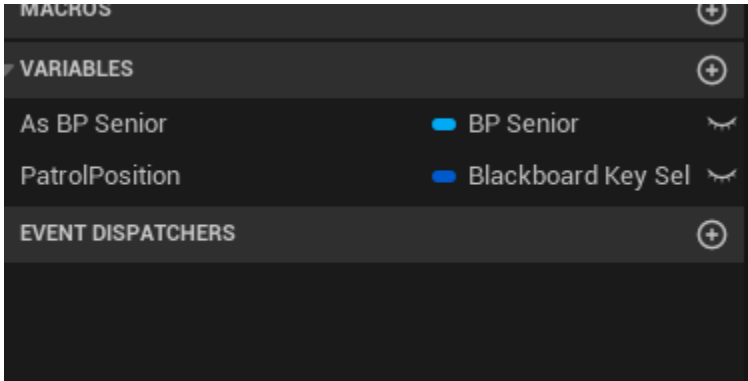 MACROS
VARIABLES
As BP Senior BP Senior
PatrolPosition Blackboard Key Sel
EVENT DISPATCHERS